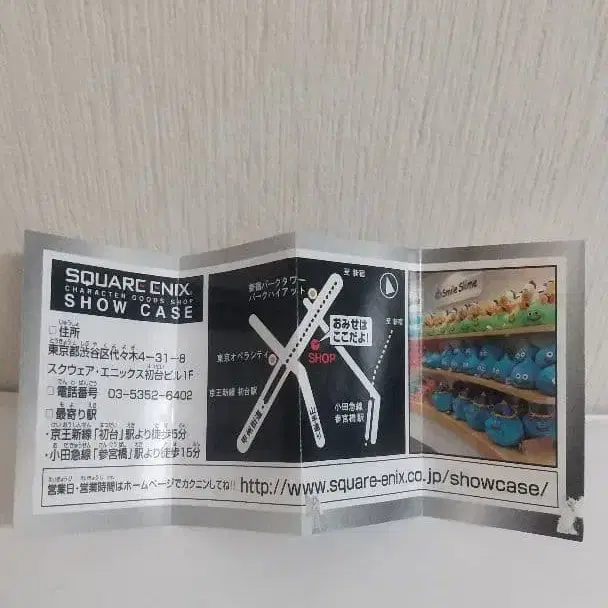 SQUARE ENIX
CHARACTER GOODS SHOP
SHOW CASE
□住所
東京都渋谷区代々木4-31-8
スクウェア・エニックス初台ビル1F
□電話番号 03-5352-6402
□最寄り駅
・京王新線「初台」駅より徒歩5分
・小田急線「参宮橋」駅より徒歩15分
新宿パークタワー
パークハイアット
至 新宿
至 新宿
おみせは
ここだよ!
SHOP
東京オペラシティ
京王新線 初台駅
甲州街道
山手通り
小田急線
参宮橋駅
Smile Slime
営業日・営業時間はホームページでカクニンしてね!! http://www.square-enix.co.jp/showcase/